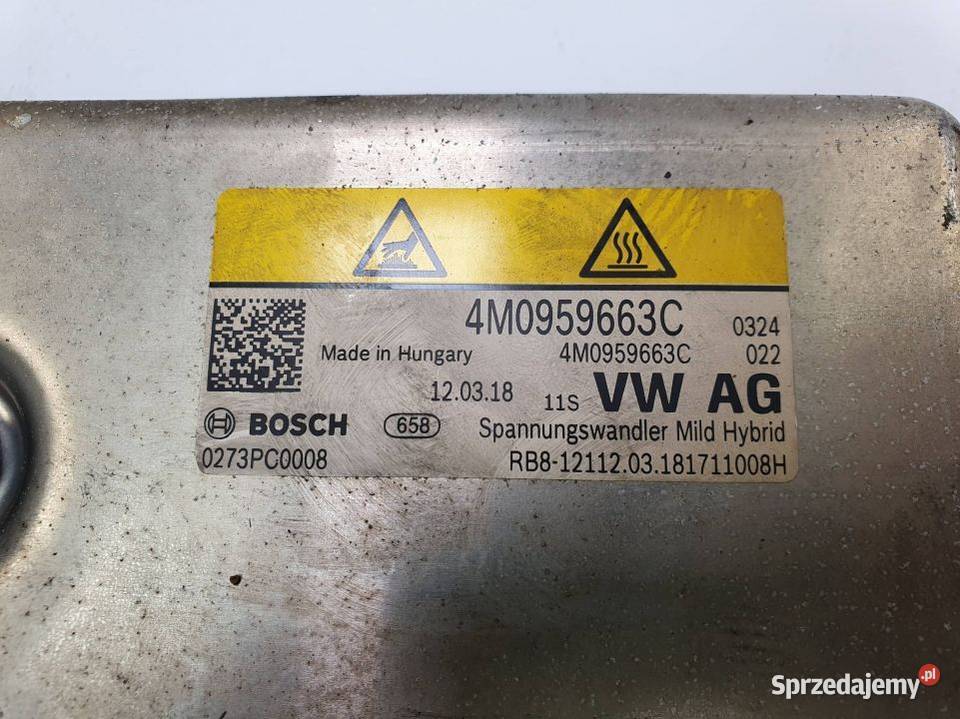 4M0959663C 0324
Made in Hungary 4M0959663C 022
12.03.18 11S VW AG
BOSCH 658 Spannungswandler Mild Hybrid
0273PC0008 RB8-12112.03.181711008H
Sprzedajemy.pl